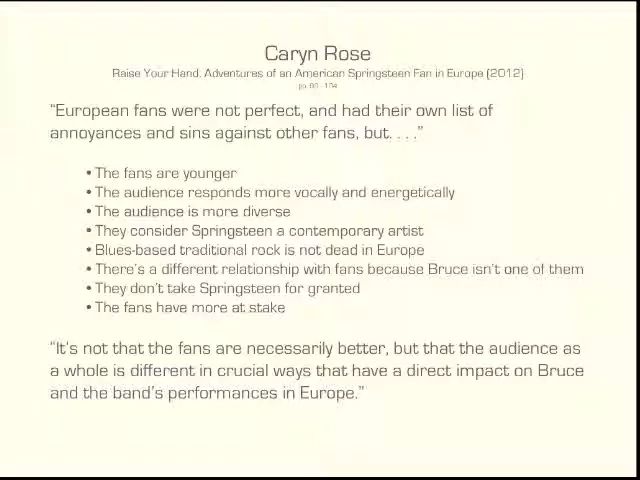 Caryn Rose
Raise Your Hand. Adventures of an American Springsteen Fan in Europe (2012)
“European fans were not perfect, and had their own list of
annoyances and sins against other fans, but. . . .”
• The fans are younger
• The audience responds more vocally and energetically
• The audience is more diverse
• They consider Springsteen a contemporary artist
• Blues-based traditional rock is not dead in Europe
• There’s a different relationship with fans because Bruce isn’t one of them
• They don’t take Springsteen for granted
• The fans have more at stake
“It’s not that the fans are necessarily better, but that the audience as
a whole is different in crucial ways that have a direct impact on Bruce
and the band’s performances in Europe.”